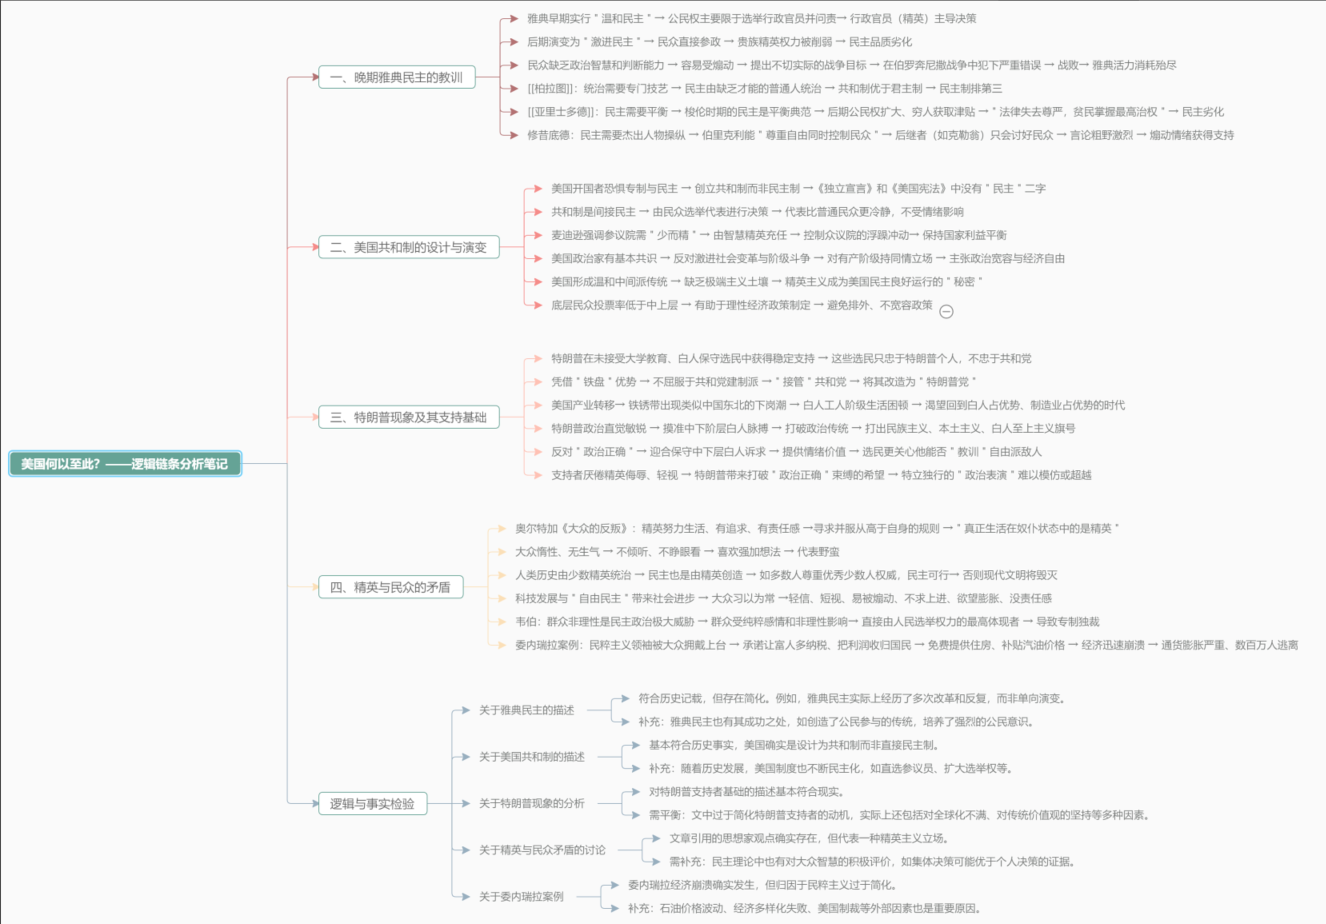 美国何以至此？——逻辑链条分析笔记
一、晚期雅典民主的教训
雅典早期实行＂温和民主＂→ 公民权主要限于选举行政官员并问责→ 行政官员（精英）主导决策
后期演变为＂激进民主＂→ 民众直接参政 → 贵族精英权力被削弱 → 民主品质劣化
民众缺乏政治智慧和判断能力 → 容易受煽动 → 提出不切实际的战争目标 → 在伯罗奔尼撒战争中犯下严重错误 → 战败→ 雅典活力消耗殆尽
[[柏拉图]]：统治需要专门技艺 → 民主由缺乏才能的普通人统治 → 共和制优于君主制 → 民主制排第三
[[亚里士多德]]：民主需要平衡 → 梭伦时期的民主是平衡典范 → 后期公民权扩大、穷人获取津贴 →＂法律失去尊严，贫民掌握最高治权＂→ 民主劣化
修昔底德：民主需要杰出人物操纵 → 伯里克利能＂尊重自由同时控制民众＂→ 后继者（如克勒翁）只会讨好民众 → 言论粗野激烈 → 煽动情绪获得支持
二、美国共和制的设计与演变
美国开国者恐惧专制与民主 → 创立共和制而非民主制 →《独立宣言》和《美国宪法》中没有＂民主＂二字
共和制是间接民主 → 由民众选举代表进行决策 → 代表比普通民众更冷静，不受情绪影响
麦迪逊强调参议院需＂少而精＂→ 由智慧精英充任 → 控制众议院的浮躁冲动→ 保持国家利益平衡
美国政治家有基本共识 → 反对激进社会变革与阶级斗争 → 对有产阶级持同情立场 → 主张政治宽容与经济自由
美国形成温和中间派传统 → 缺乏极端主义土壤 → 精英主义成为美国民主良好运行的＂秘密＂
底层民众投票率低于中上层 → 有助于理性经济政策制定 → 避免排外、不宽容政策
三、特朗普现象及其支持基础
特朗普在未接受大学教育、白人保守选民中获得稳定支持 → 这些选民只忠于特朗普个人，不忠于共和党
凭借＂铁盘＂优势 → 不屈服于共和党建制派 →＂接管＂共和党 → 将其改造为＂特朗普党＂
美国产业转移→ 铁锈带出现类似中国东北的下岗潮→ 白人工人阶级生活困顿 → 渴望回到白人占优势、制造业占优势的时代
特朗普政治直觉敏锐 → 摸准中下阶层白人脉搏 → 打破政治传统 → 打出民族主义、本土主义、白人至上主义旗号
反对＂政治正确＂→ 迎合保守中下层白人诉求 → 提供情绪价值 → 选民更关心他能否＂教训＂自由派敌人
支持者厌倦精英侮辱、轻视 → 特朗普带来打破＂政治正确＂束缚的希望 → 特立独行的＂政治表演＂难以模仿或超越
四、精英与民众的矛盾
奥尔特加《大众的反叛》：精英努力生活、有追求、有责任感 →寻求并服从高于自身的规则 →＂真正生活在奴仆状态中的是精英＂
大众惰性、无生气 → 不倾听、不睁眼看 → 喜欢强加想法 → 代表野蛮
人类历史由少数精英统治 → 民主也是由精英创造 → 如多数人尊重优秀少数人权威，民主可行→ 否则现代文明将毁灭
科技发展与＂自由民主＂带来社会进步 → 大众习以为常 →轻信、短视、易被煽动、不求上进、欲望膨胀、没责任感
韦伯：群众非理性是民主政治极大威胁 → 群众受纯粹感情和非理性影响→ 直接由人民选举权力的最高体现者 → 导致专制独裁
委内瑞拉案例：民粹主义领袖被大众拥戴上台 → 承诺让富人多纳税、把利润收归国民 → 免费提供住房、补贴汽油价格 → 经济迅速崩溃 → 通货膨胀严重、数百万人逃离
逻辑与事实检验
关于雅典民主的描述
符合历史记载，但存在简化。例如，雅典民主实际上经历了多次改革和反复，而非单向演变。
补充：雅典民主也有其成功之处，如创造了公民参与的传统，培养了强烈的公民意识。
关于美国共和制的描述
基本符合历史事实，美国确实是设计为共和制而非直接民主制。
补充：随着历史发展，美国制度也不断民主化，如直选参议员、扩大选举权等。
关于特朗普现象的分析
对特朗普支持者基础的描述基本符合现实。
需平衡：文中过于简化特朗普支持者的动机，实际上还包括对全球化不满、对传统价值观的坚持等多种因素。
关于精英与民众矛盾的讨论
文章引用的思想家观点确实存在，但代表一种精英主义立场。
需补充：民主理论中也有对大众智慧的积极评价，如集体决策可能优于个人决策的证据。
关于委内瑞拉案例
委内瑞拉经济崩溃确实发生，但归因于民粹主义过于简化。
补充：石油价格波动、经济多样化失败、美国制裁等外部因素也是重要原因。